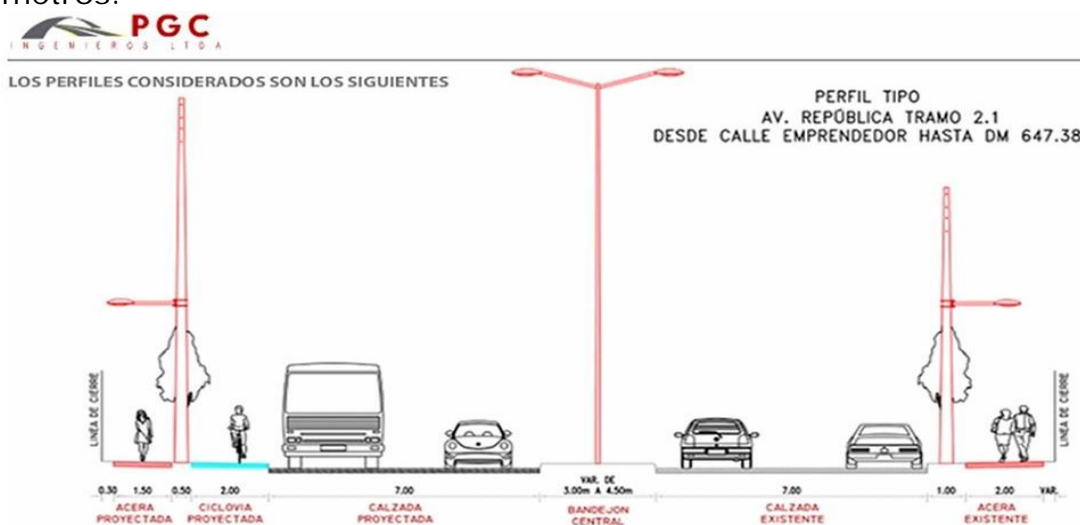 metros.
PGC
INGENIEROS LTDA
LOS PERFILES CONSIDERADOS SON LOS SIGUIENTES
PERFIL TIPO
AV. REPÚBLICA TRAMO 2.1
DESDE CALLE EMPRENDEDOR HASTA DM 647.38
LINEA DE CIERRE
LINEA DE CIERRE
0.30 1.50 0.50 2.00 7.00 VAR. DE 3.00m A 4.50m 7.00 1.00 2.00 VAR.
ACERA PROYECTADA
CICLOVIA PROYECTADA
CALZADA PROYECTADA
BANDEJON CENTRAL
CALZADA EXISTENTE
ACERA EXISTENTE